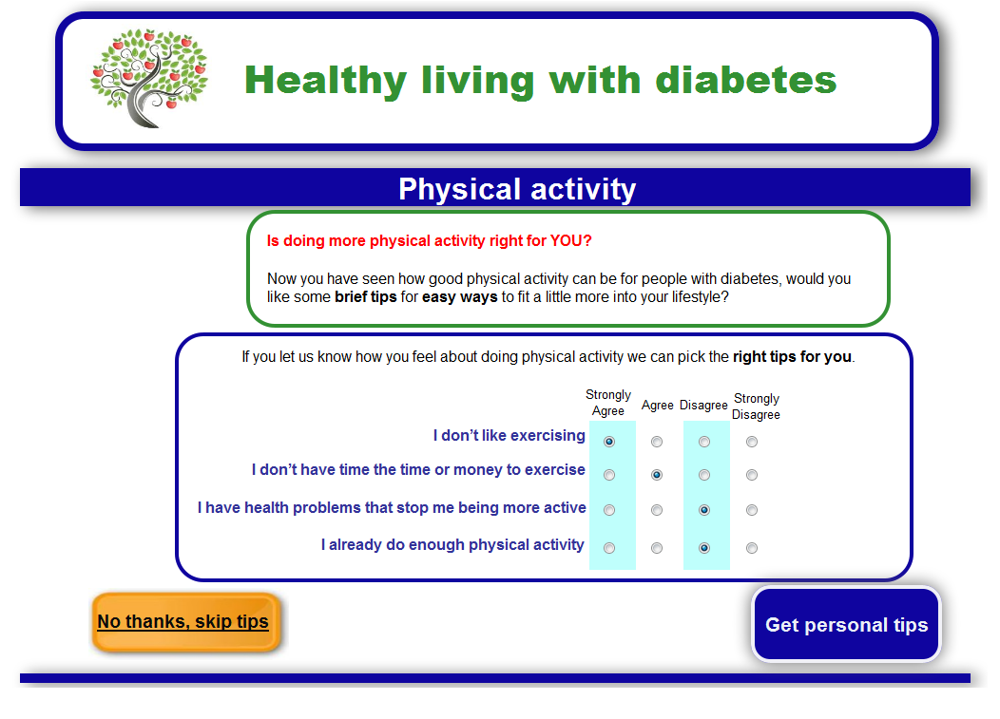 Healthy living with diabetes
Physical activity
Is doing more physical activity right for YOU?
Now you have seen how good physical activity can be for people with diabetes, would you
like some brief tips for easy ways to fit a little more into your lifestyle?
If you let us know how you feel about doing physical activity we can pick the right tips for you.
Strongly
Agree
Agree
Disagree
Strongly
Disagree
I don’t like exercising
I don’t have time the time or money to exercise
I have health problems that stop me being more active
I already do enough physical activity
No thanks, skip tips
Get personal tips